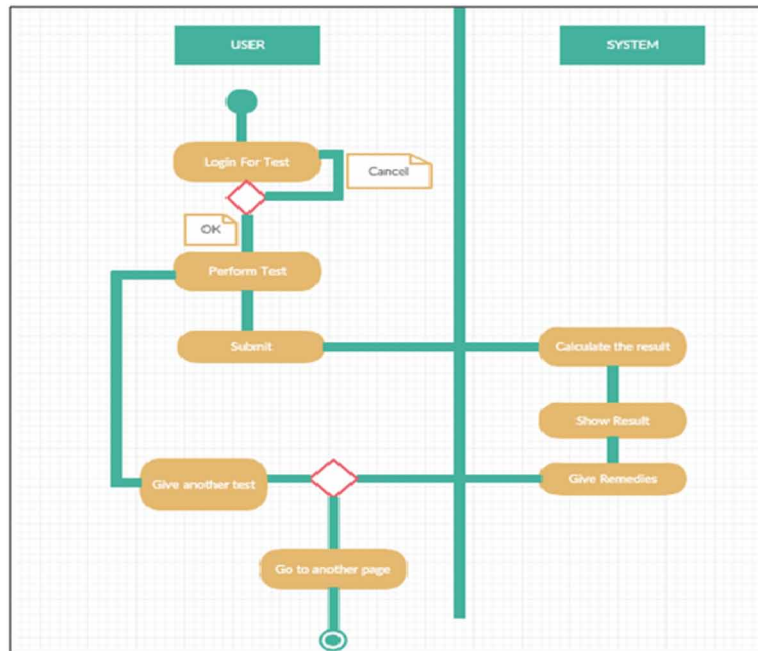 USER
SYSTEM
Login For Test
Cancel
OK
Perform Test
Submit
Calculate the result
Show Result
Give Remedies
Give another test
Go to another page